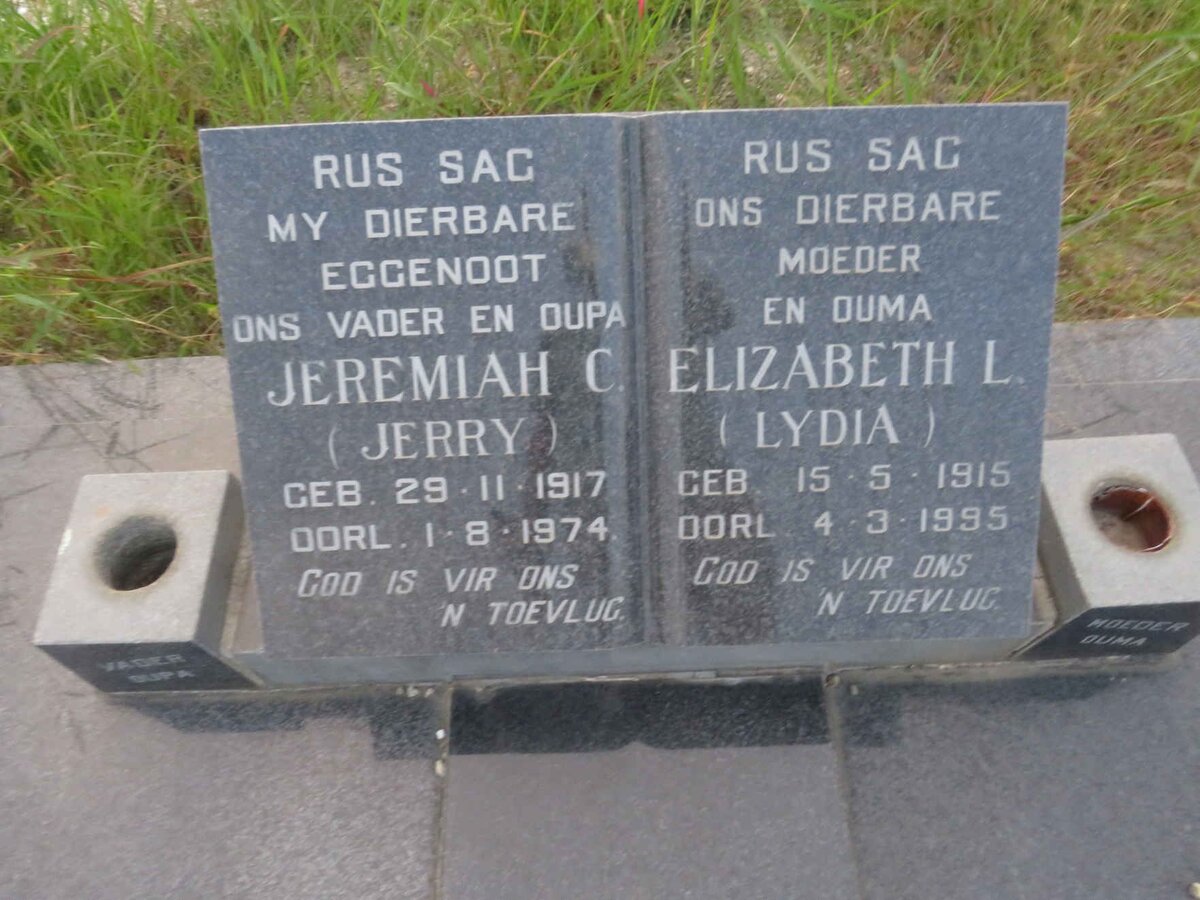 RUS SAG
MY DIERBARE
EGGENOOT
ONS VADER EN OUPA
JEREMIAH C.
(JERRY)
GEB. 29·11·1917
OORL. 1·8·1974.
GOD IS VIR ONS
'N TOEVLUG.
RUS SAG
ONS DIERBARE
MOEDER
EN OUMA
ELIZABETH L.
(LYDIA)
GEB. 15·5·1915
OORL. 4·3·1995
GOD IS VIR ONS
'N TOEVLUG.
VADER
OUPA
MOEDER
OUMA